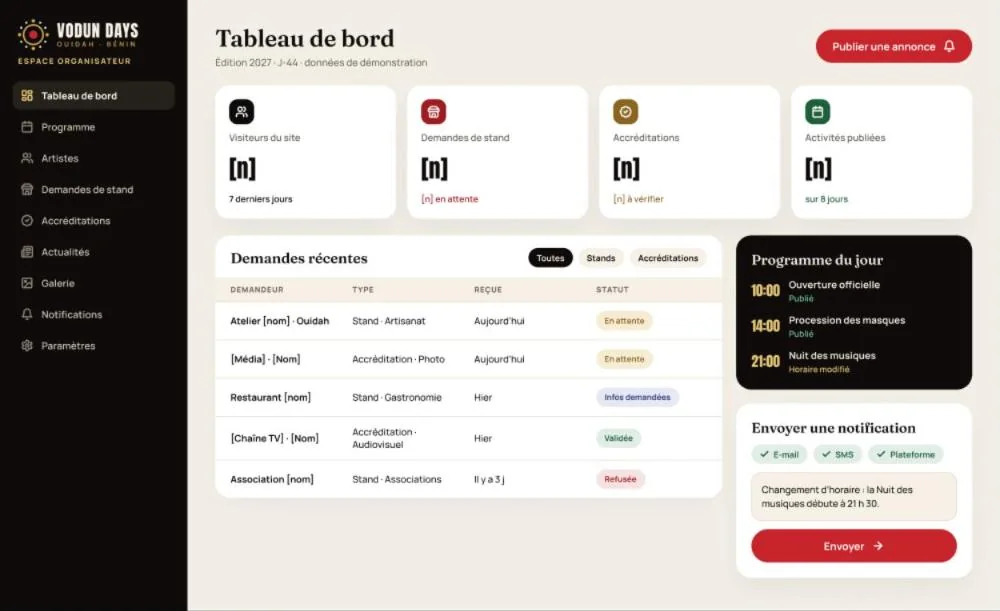 VODUN DAYS
OUIDAH · BÉNIN
ESPACE ORGANISATEUR
Tableau de bord
Programme
Artistes
Demandes de stand
Accréditations
Actualités
Galerie
Notifications
Paramètres
Tableau de bord
Édition 2027 · J-44 · données de démonstration
Publier une annonce
Visiteurs du site
[n]
7 derniers jours
Demandes de stand
[n]
[n] en attente
Accréditations
[n]
[n] à vérifier
Activités publiées
[n]
sur 8 jours
Demandes récentes
Toutes Stands Accréditations
DEMANDEUR TYPE REÇUE STATUT
Atelier [nom] · Ouidah Stand · Artisanat Aujourd'hui En attente
[Média] · [Nom] Accréditation · Photo Aujourd'hui En attente
Restaurant [nom] Stand · Gastronomie Hier Infos demandées
[Chaîne TV] · [Nom] Accréditation · Audiovisuel Hier Validée
Association [nom] Stand · Associations Il y a 3 j Refusée
Programme du jour
10:00 Ouverture officielle
Publié
14:00 Procession des masques
Publié
21:00 Nuit des musiques
Horaire modifié
Envoyer une notification
E-mail SMS Plateforme
Changement d'horaire : la Nuit des
musiques débute à 21 h 30.
Envoyer